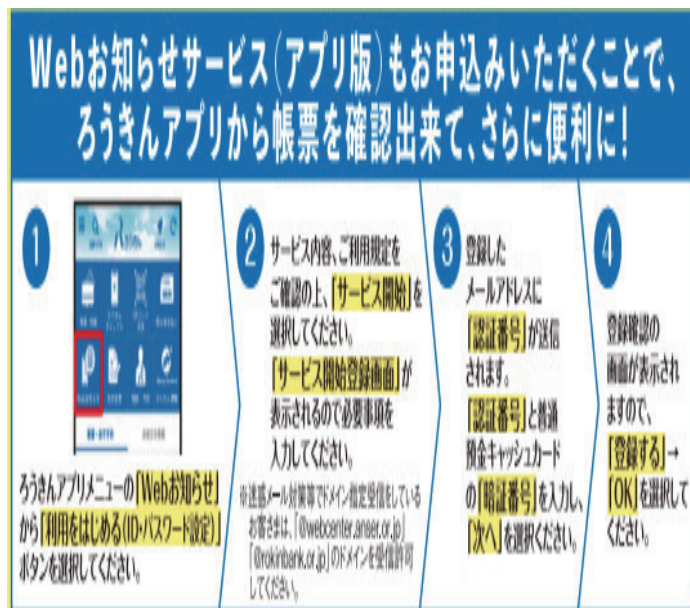 Webお知らせサービス(アプリ版)もお申込みいただくことで、
ろうきんアプリから帳票を確認出来て、さらに便利に!
1
ろうきんアプリメニューの「Webお知らせ」
から「利用をはじめる(ID・パスワード設定)」
ボタンを選択してください。
2
サービス内容、ご利用規定を
ご確認の上、「サービス開始」を
選択してください。
「サービス開始登録画面」が
表示されるので必要事項を
入力してください。
※迷惑メール対策等でドメイン指定受信をしている
お客さまは、「@webcenter.anser.or.jp」
「@rokinbank.or.jp」のドメインを受信許可
してください。
3
登録した
メールアドレスに
「認証番号」が送信
されます。
「認証番号」と普通
預金キャッシュカード
の「暗証番号」を入力し、
「次へ」を選択ください。
4
登録確認の
画面が表示され
ますので、
「登録する」→
「OK」を選択して
ください。